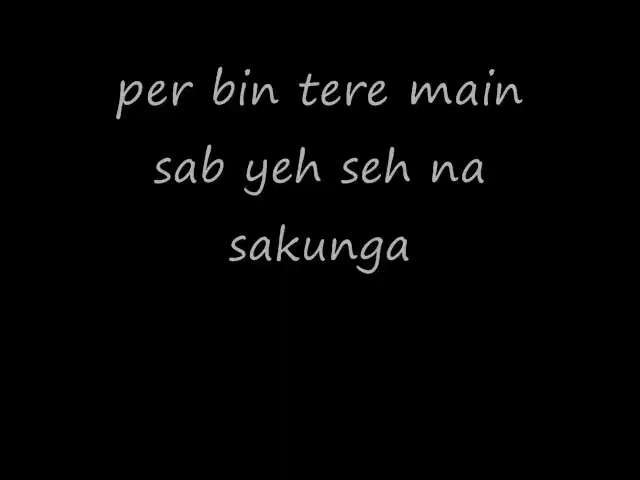 per bin tere main
sab yeh seh na
sakunga